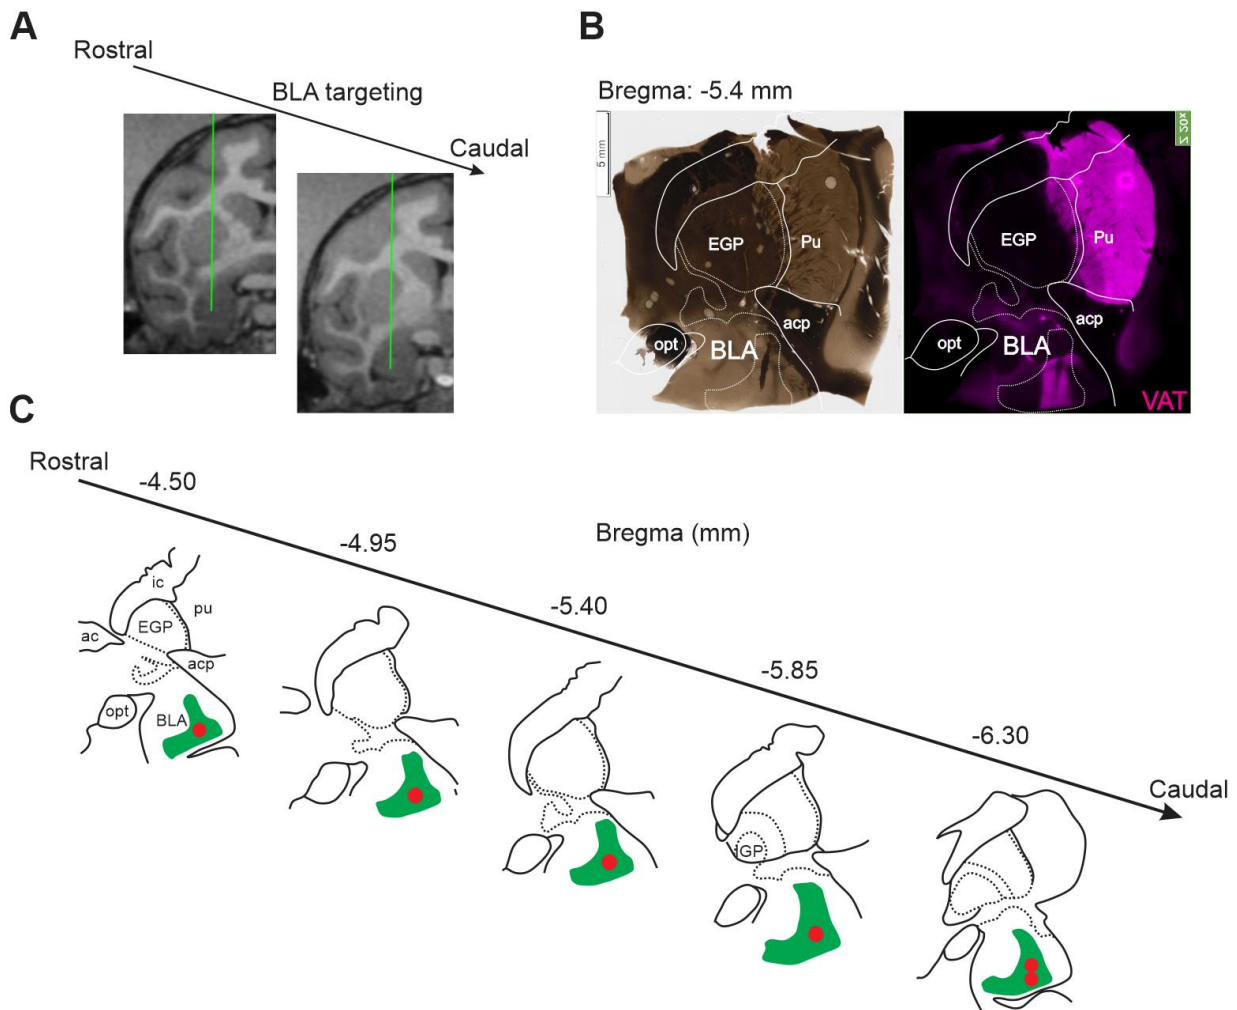 A
Rostral
BLA targeting
Caudal
B
Bregma: -5.4 mm
5 mm
EGP
Pu
acp
opt
BLA
Z 20x
EGP
Pu
acp
opt
BLA
VAT
C
Rostral
-4.50
-4.95
Bregma (mm)
-5.40
-5.85
-6.30
Caudal
ic
pu
EGP
ac
acp
opt
BLA
IGP